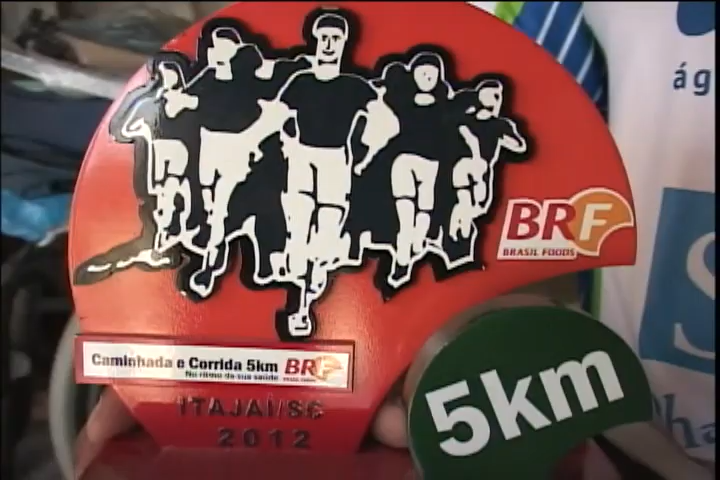 ág
BRF
BRASIL FOODS
Caminhada e Corrida 5km BRF
No ritmo da sua saúde
ITAJAÍ/SC
2012
5km
S
ha